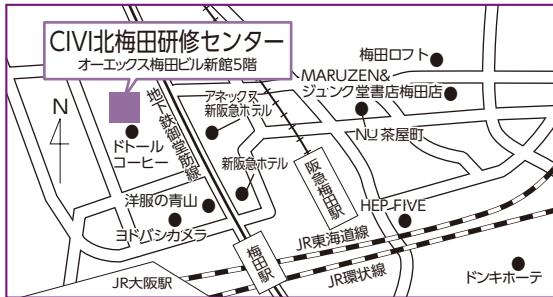 CIVI北梅田研修センター
オーエックス梅田ビル新館5階
梅田ロフト
MARUZEN&
ジュンク堂書店梅田店
N
地下鉄御堂筋線
アネックス
新阪急ホテル
NU茶屋町
ドトール
コーヒー
新阪急ホテル
阪急梅田駅
洋服の青山
ヨドバシカメラ
HEP FIVE
梅田駅
JR東海道線
JR環状線
JR大阪駅
ドンキホーテ